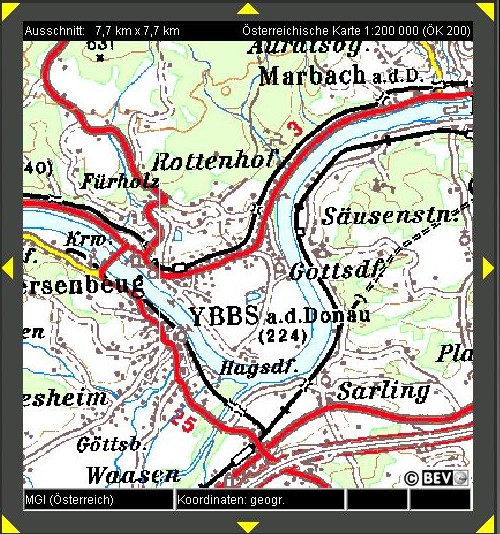 Ausschnitt: 7,7 km x 7,7 km
Österreichische Karte 1:200 000 (ÖK 200)
631
Marbach a.d.D.
3
Rottenhof
40)
Fürholz
Säusenstn.
Krw.
f.
Gottsdf.
ersenbeug
YBBS a.d. Donau
(224)
en
Pla
Hagsdf.
esheim
Sarling
25
Göttsb.
Waasen
© BEV
MGI (Österreich)
Koordinaten: geogr.